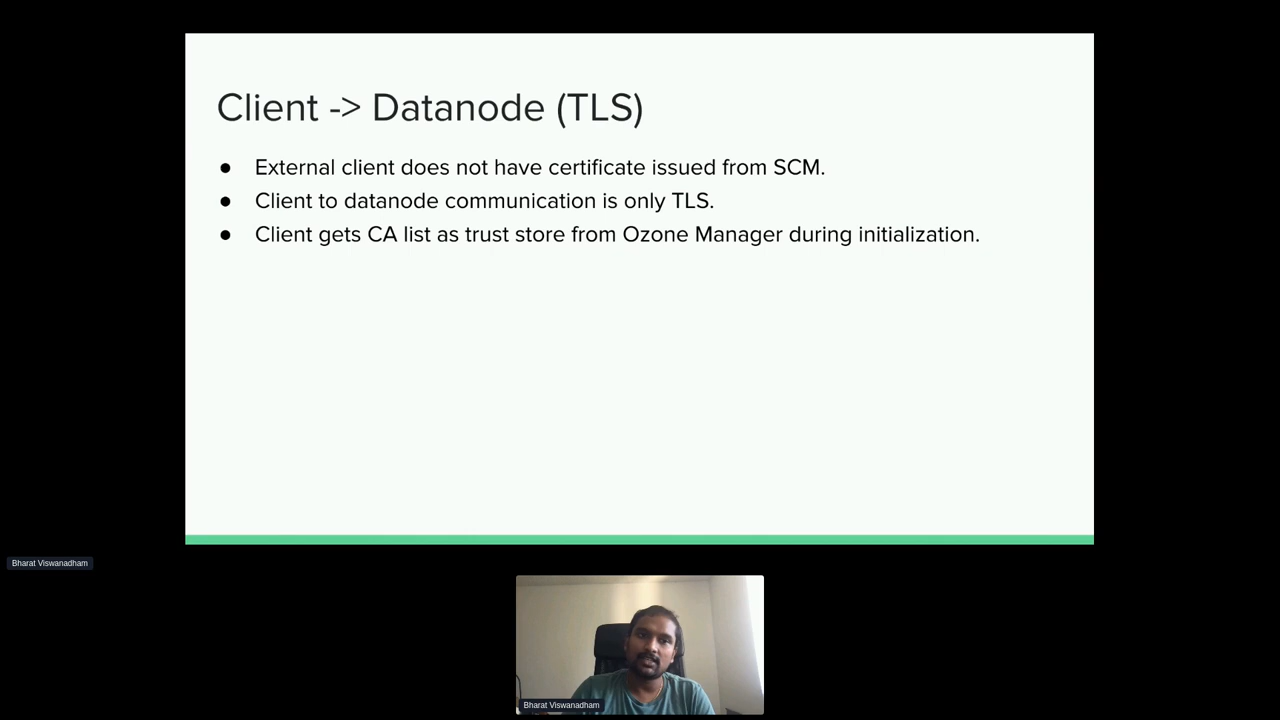 Client -> Datanode (TLS)
● External client does not have certificate issued from SCM.
● Client to datanode communication is only TLS.
● Client gets CA list as trust store from Ozone Manager during initialization.
Bharat Viswanadham
Bharat Viswanadham